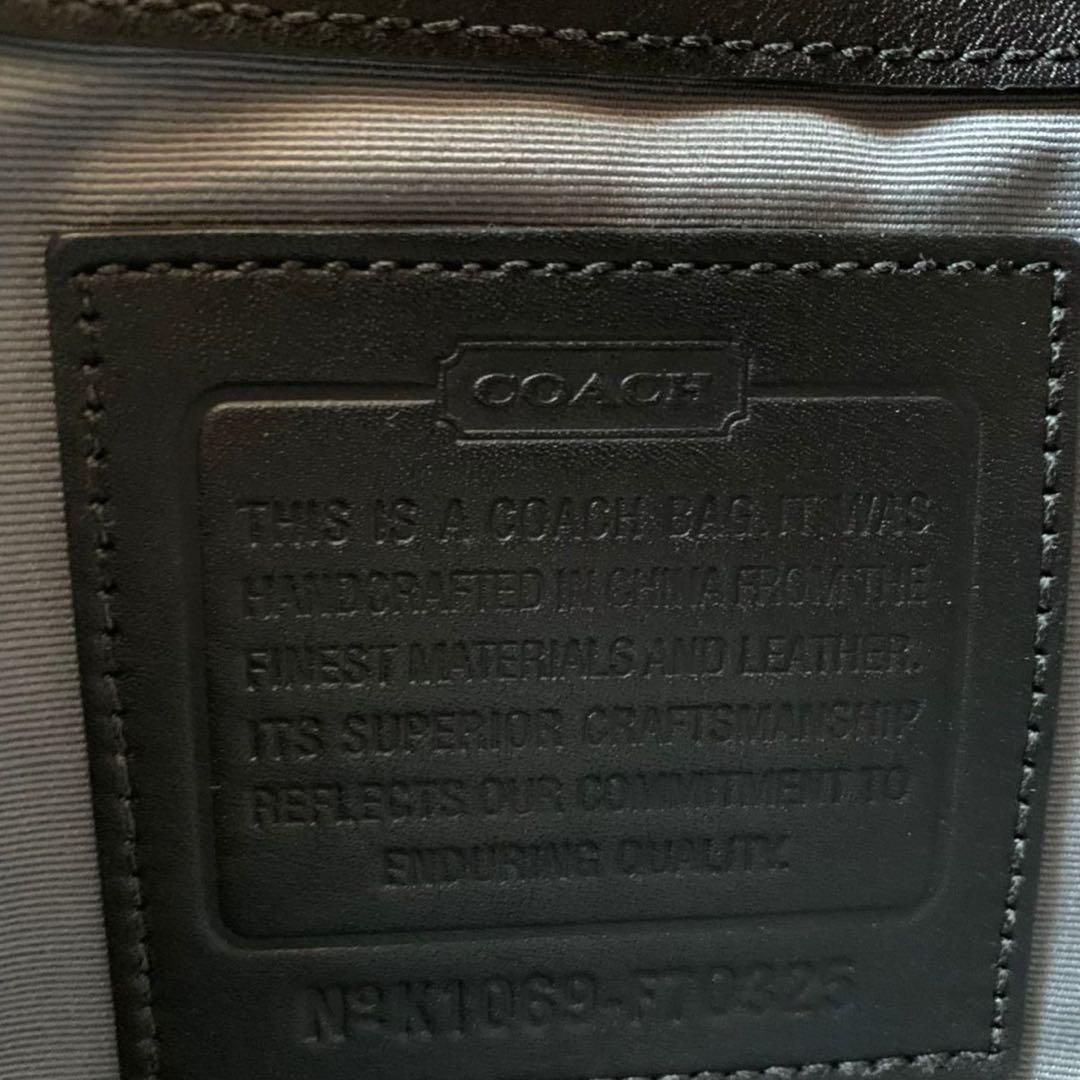 COACH
THIS IS A COACH BAG. IT WAS
HANDCRAFTED IN CHINA FROM THE
FINEST MATERIALS AND LEATHER.
ITS SUPERIOR CRAFTSMANSHIP
REFLECTS OUR COMMITMENT TO
ENDURING QUALITY.
Nº K1069-F70325